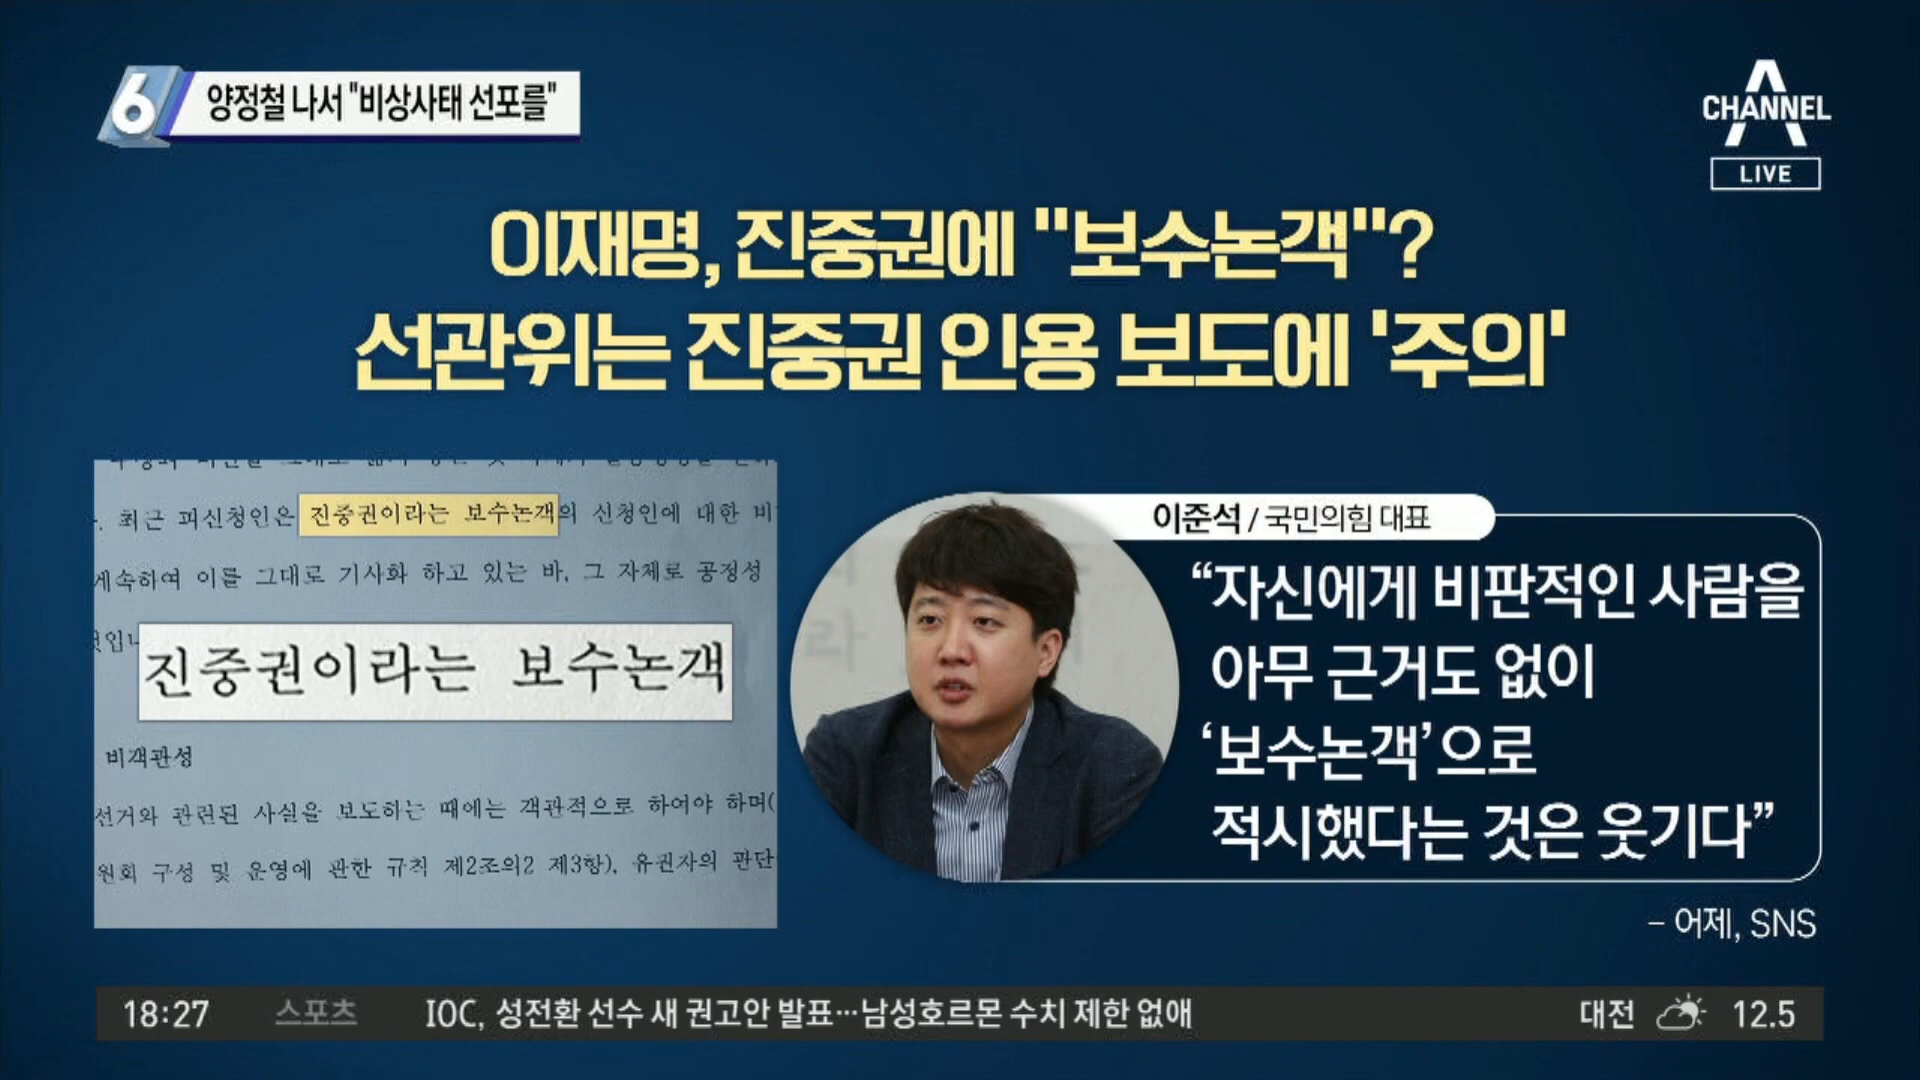 6 양정철 나서 "비상사태 선포를"
CHANNEL A
LIVE
이재명, 진중권에 "보수논객"?
선관위는 진중권 인용 보도에 '주의'
최근 피신청인은 진중권이라는 보수논객의 신청인에 대한 비
계속하여 이를 그대로 기사화 하고 있는 바, 그 자체로 공정성
진중권이라는 보수논객
비객관성
선거와 관련된 사실을 보도하는 때에는 객관적으로 하여야 하며(
원회 구성 및 운영에 관한 규칙 제2조의2 제3항), 유권자의 판단
이준석 / 국민의힘 대표
“자신에게 비판적인 사람을
아무 근거도 없이
‘보수논객’으로
적시했다는 것은 웃기다”
– 어제, SNS
18:27 스포츠 IOC, 성전환 선수 새 권고안 발표…남성호르몬 수치 제한 없애 대전 12.5